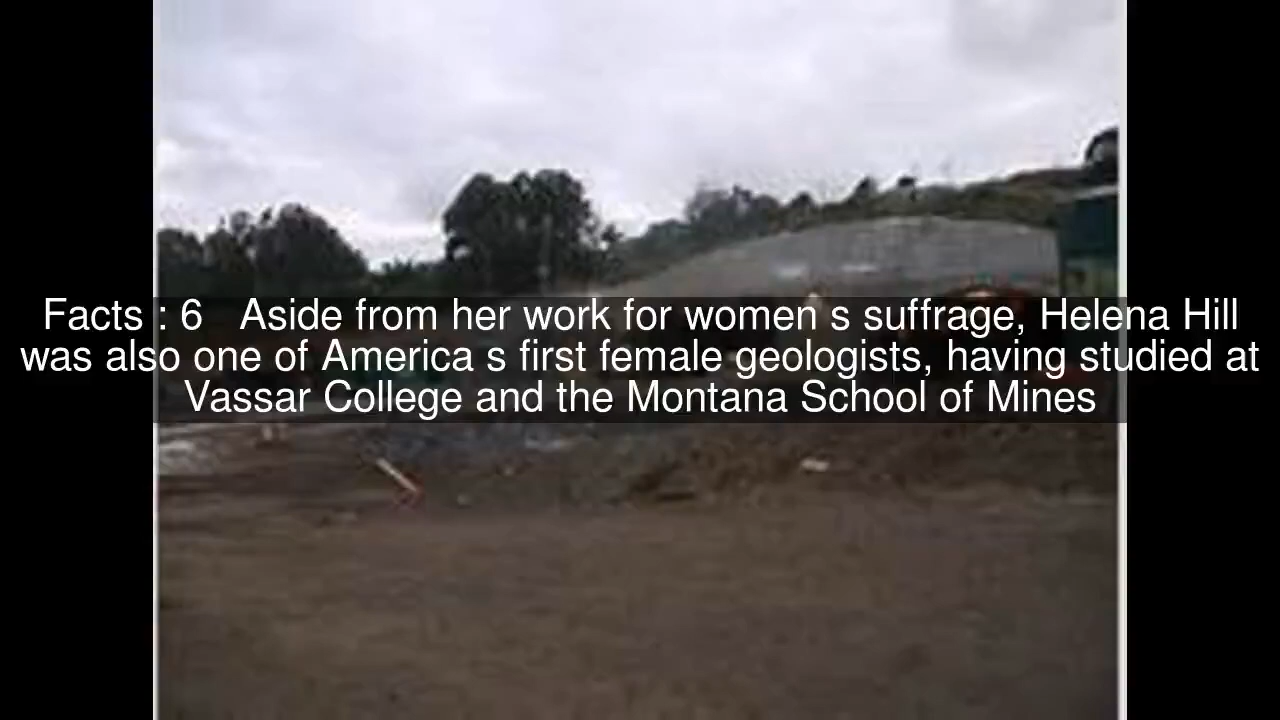 Facts : 6 Aside from her work for women s suffrage, Helena Hill
was also one of America s first female geologists, having studied at
Vassar College and the Montana School of Mines